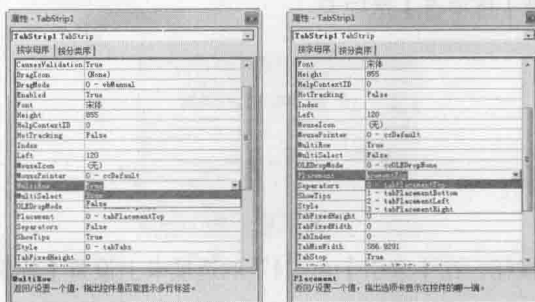 属性 - TabStrip1
TabStrip1 TabStrip
按字母序 按分类序
CausesValidation True
DragIcon (None)
DragMode 0 - vbManual
Enabled True
Font 宋体
Height 855
HelpContextID 0
HotTracking False
Index
Left 120
MouseIcon (无)
MousePointer 0 - ccDefault
MultiRow True
MultiSelect
OLEDropMode False
Placement 0 - tabPlacementTop
Separators False
ShowTips True
Style 0 - tabTabs
TabFixedHeight 0
MultiRow
返回/设置一个值，指出控件是否能显示多行标签。
属性 - TabStrip1
TabStrip1 TabStrip
按字母序 按分类序
Font 宋体
Height 855
HelpContextID 0
HotTracking False
Index
Left 120
MouseIcon (无)
MousePointer 0 - ccDefault
MultiRow True
MultiSelect False
OLEDropMode 0 - ccOLEDropNone
Placement
Separators 0 - tabPlacementTop
ShowTips 1 - tabPlacementBottom
Style 2 - tabPlacementLeft
TabFixedHeight 3 - tabPlacementRight
TabFixedWidth 0
TabIndex 0
TabMinWidth 566.9291
TabStop True
Placement
返回/设置一个值，指出选项卡显示在控件的哪一端。